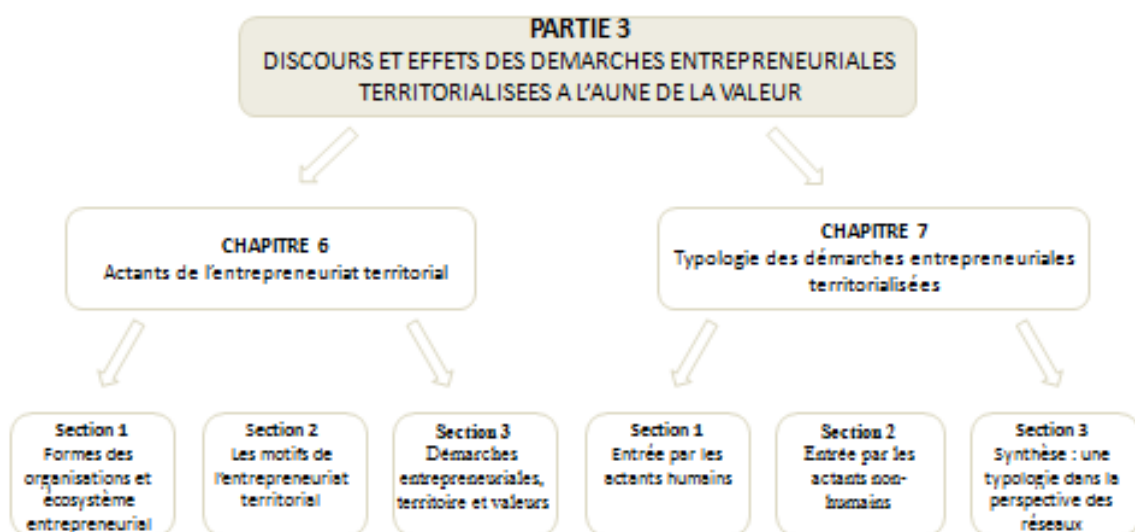 PARTIE 3
DISCOURS ET EFFETS DES DEMARCHES ENTREPRENEURIALES
TERRITORIALISEES A L'AUNE DE LA VALEUR
CHAPITRE 6
Actants de l'entrepreneuriat territorial
CHAPITRE 7
Typologie des démarches entrepreneuriales
territorialisées
Section 1
Formes des
organisations et
écosystème
entrepreneurial
Section 2
Les motifs de
l'entrepreneuriat
territorial
Section 3
Démarches
entrepreneuriales,
territoire et valeurs
Section 1
Entrée par les
actants humains
Section 2
Entrée par les
actants non-
humains
Section 3
Synthèse : une
typologie dans la
perspective des
réseaux